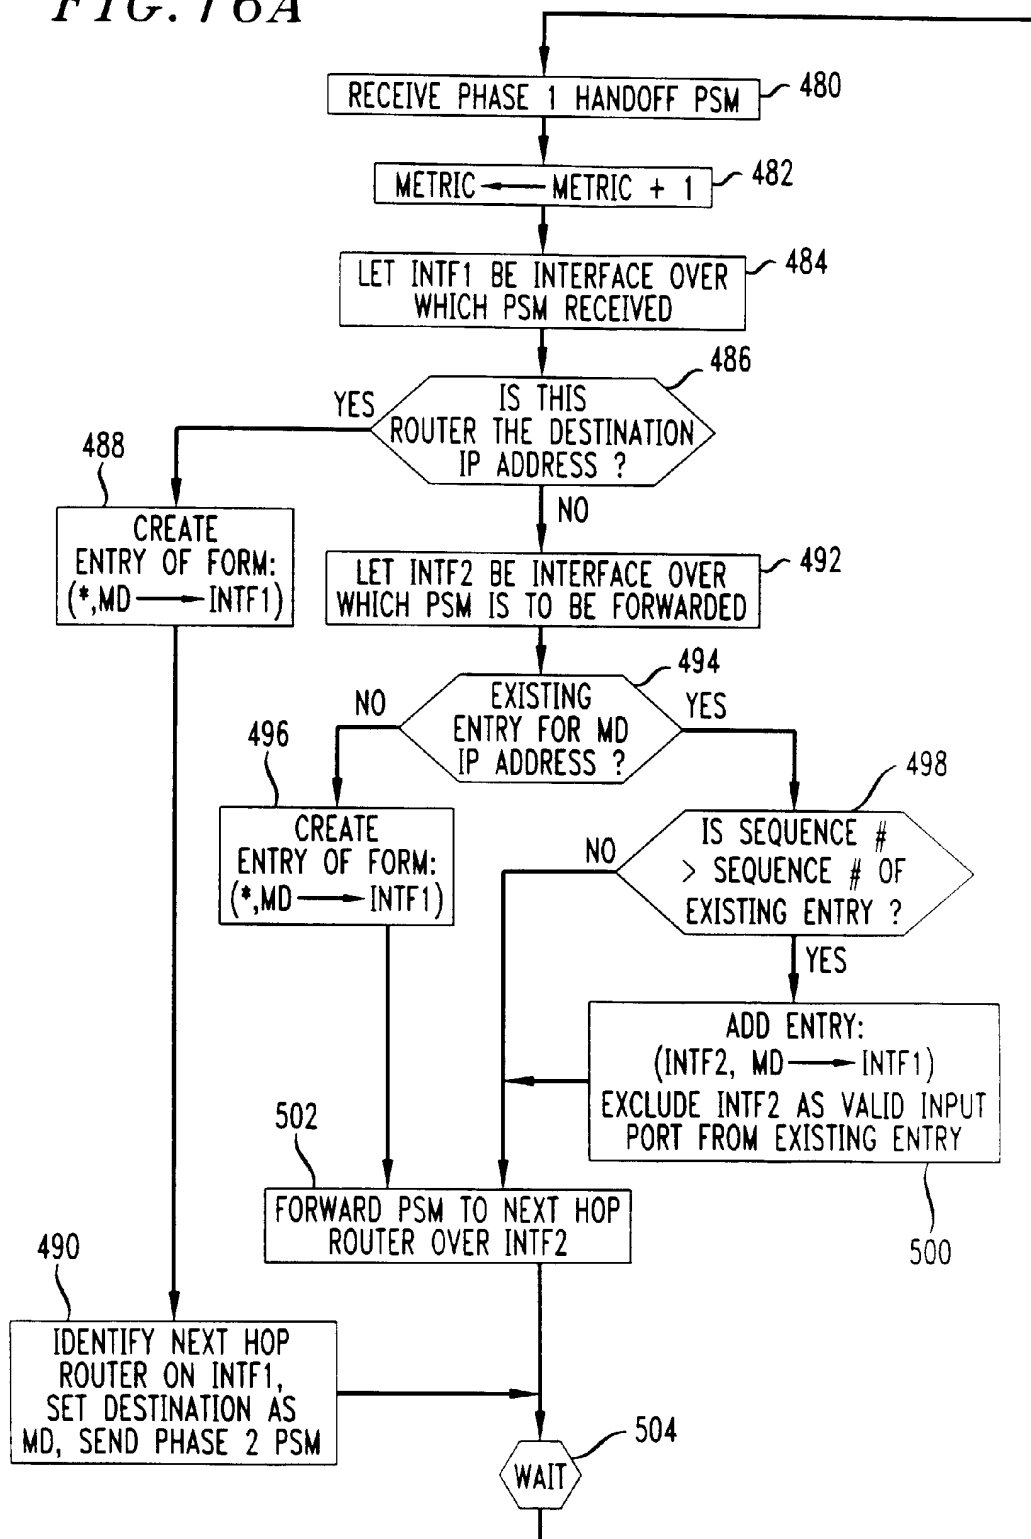 FIG. 16A
RECEIVE PHASE 1 HANDOFF PSM
480
METRIC ← METRIC + 1
482
LET INTF1 BE INTERFACE OVER
WHICH PSM RECEIVED
484
IS THIS
ROUTER THE DESTINATION
IP ADDRESS ?
486
YES
NO
488
CREATE
ENTRY OF FORM:
(*,MD → INTF1)
LET INTF2 BE INTERFACE OVER
WHICH PSM IS TO BE FORWARDED
492
EXISTING
ENTRY FOR MD
IP ADDRESS ?
494
NO
YES
496
CREATE
ENTRY OF FORM:
(*,MD → INTF1)
IS SEQUENCE #
> SEQUENCE # OF
EXISTING ENTRY ?
498
NO
YES
ADD ENTRY:
(INTF2, MD → INTF1)
EXCLUDE INTF2 AS VALID INPUT
PORT FROM EXISTING ENTRY
500
502
FORWARD PSM TO NEXT HOP
ROUTER OVER INTF2
490
IDENTIFY NEXT HOP
ROUTER ON INTF1,
SET DESTINATION AS
MD, SEND PHASE 2 PSM
WAIT
504